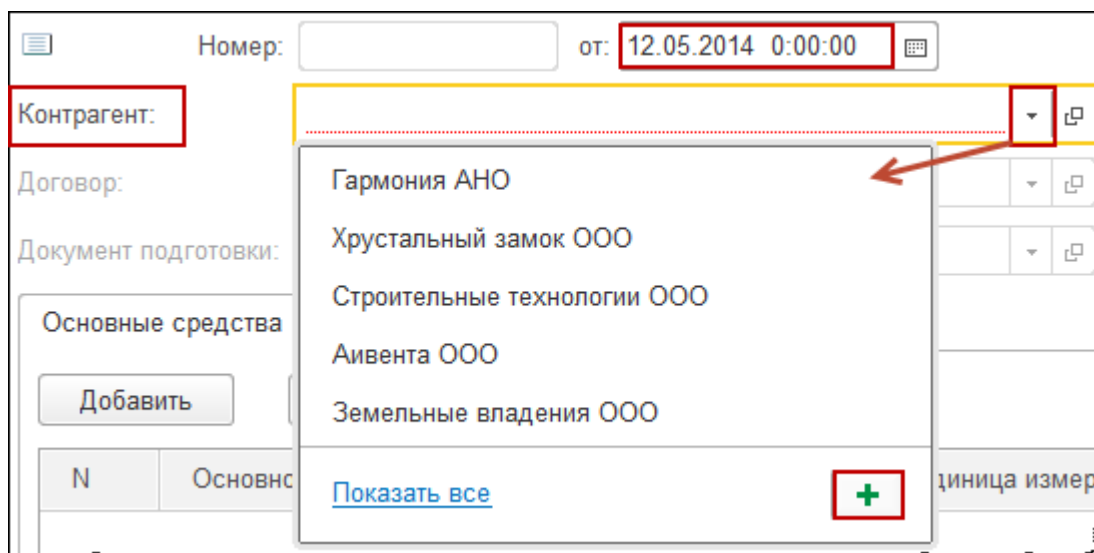 Номер: от: 12.05.2014 0:00:00
Контрагент:
Договор:
Документ подготовки:
Гармония АНО
Хрустальный замок ООО
Строительные технологии ООО
Аивента ООО
Земельные владения ООО
Показать все
Основные средства
Добавить
N Основно диница измер